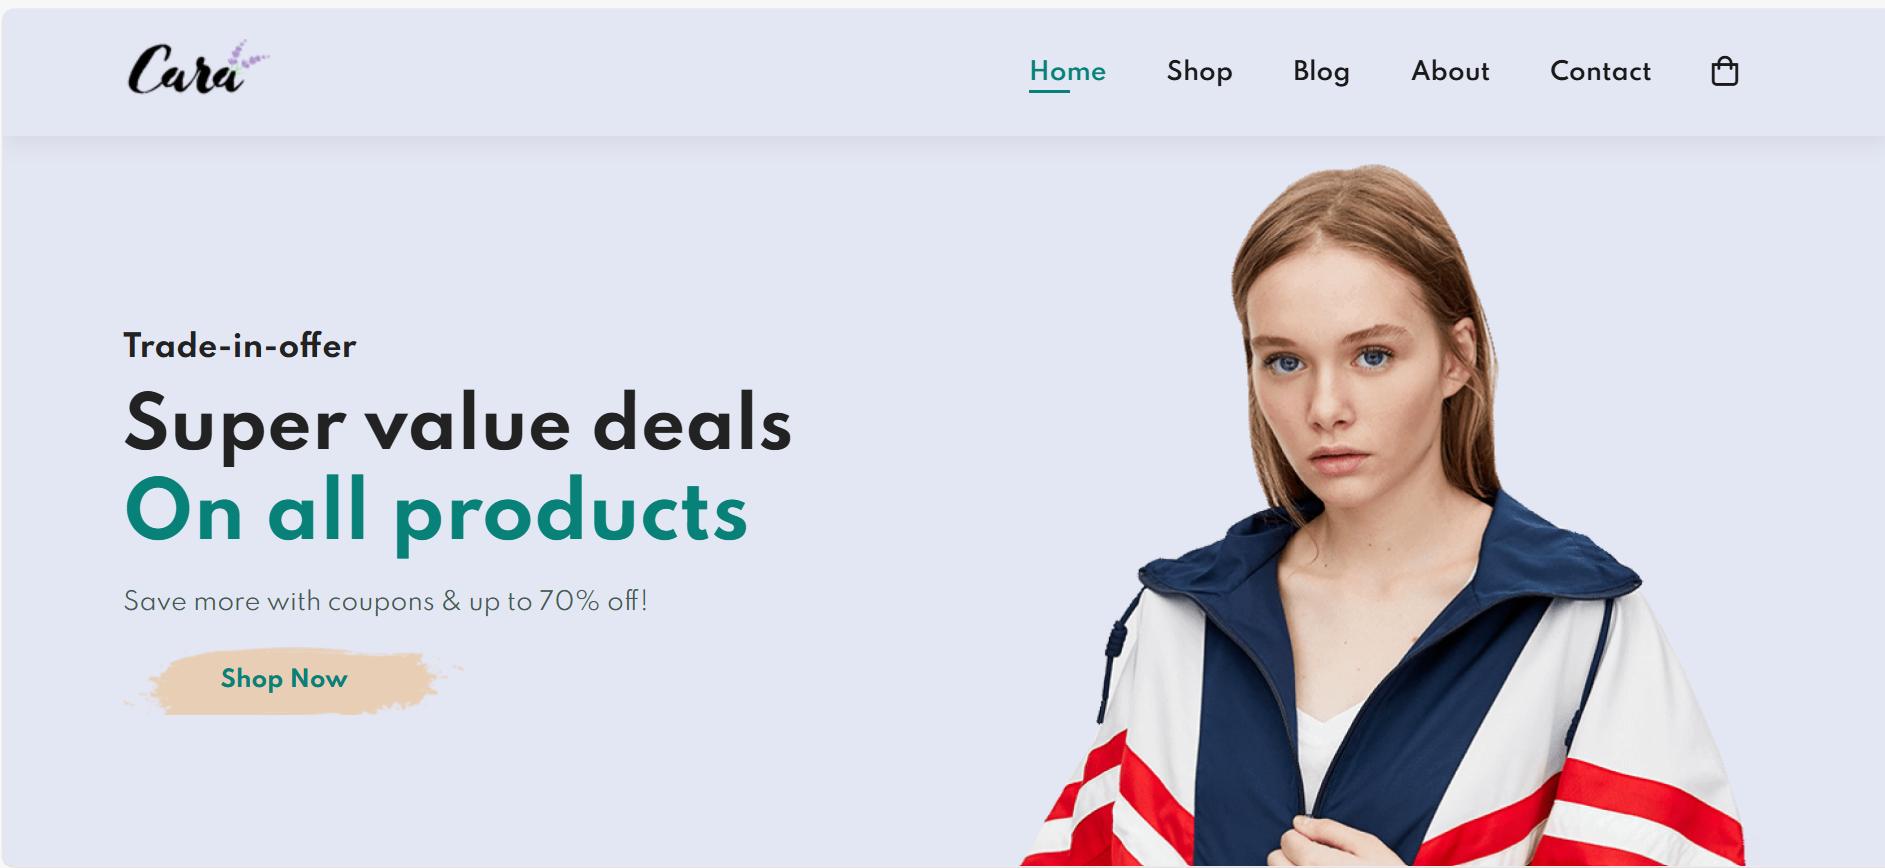 Cara
Home Shop Blog About Contact
Trade-in-offer
Super value deals
On all products
Save more with coupons & up to 70% off!
Shop Now